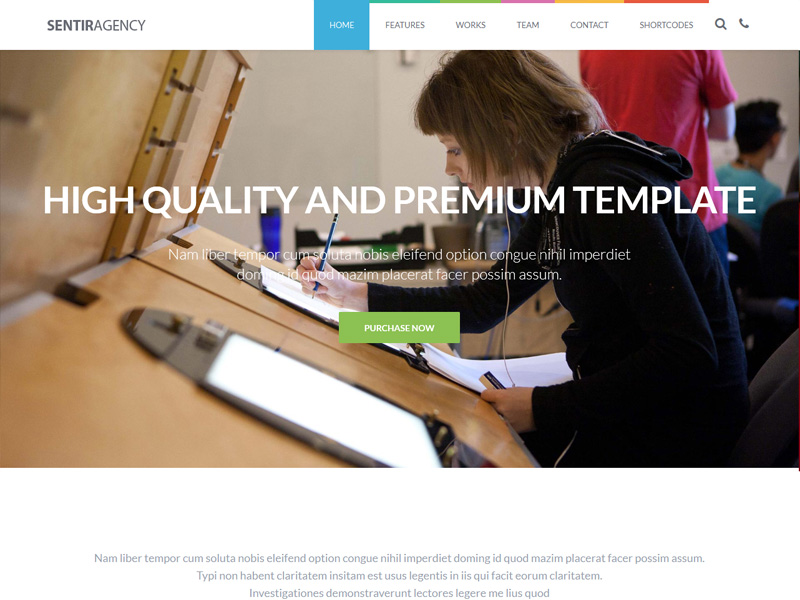 SENTIRAGENCY
HOME FEATURES WORKS TEAM CONTACT SHORTCODES
HIGH QUALITY AND PREMIUM TEMPLATE
Nam liber tempor cum soluta nobis eleifend option congue nihil imperdiet
doming id quod mazim placerat facer possim assum.
PURCHASE NOW
Nam liber tempor cum soluta nobis eleifend option congue nihil imperdiet doming id quod mazim placerat facer possim assum.
Typi non habent claritatem insitam est usus legentis in iis qui facit eorum claritatem.
Investigationes demonstraverunt lectores legere me lius quod